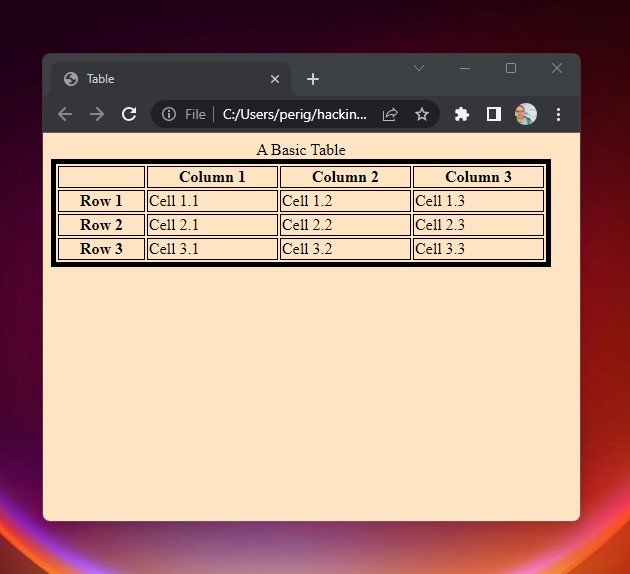 Table
File C:/Users/perig/hackin...
A Basic Table
Column 1 Column 2 Column 3
Row 1 Cell 1.1 Cell 1.2 Cell 1.3
Row 2 Cell 2.1 Cell 2.2 Cell 2.3
Row 3 Cell 3.1 Cell 3.2 Cell 3.3